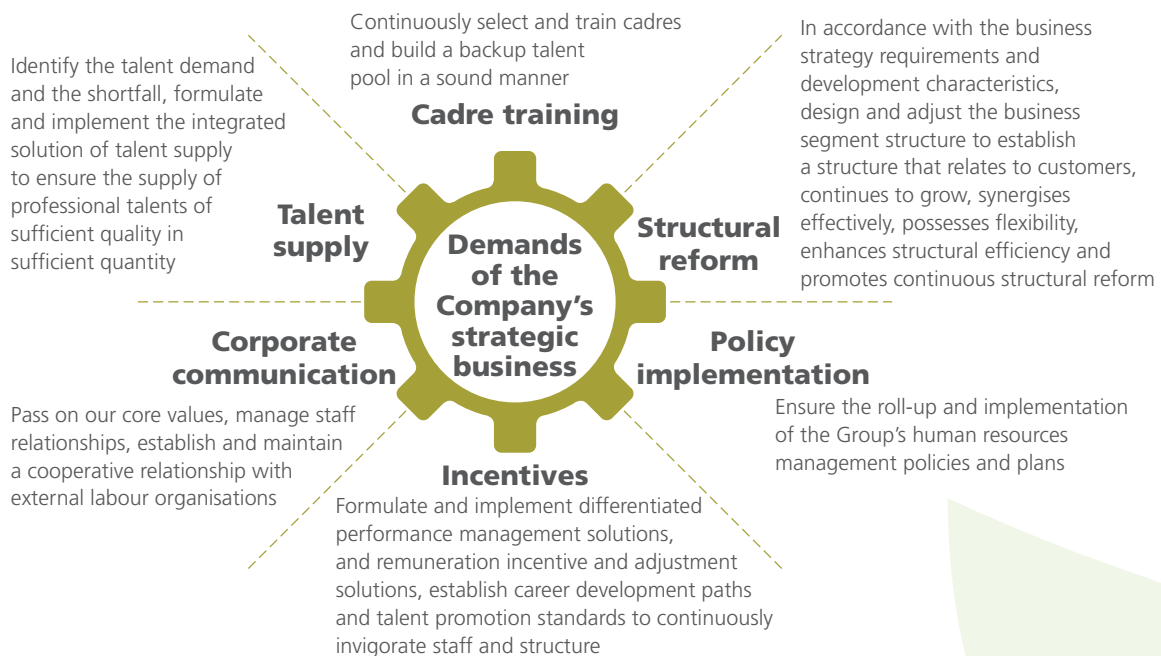 Continuously select and train cadres
and build a backup talent
pool in a sound manner
Cadre training
Identify the talent demand
and the shortfall, formulate
and implement the integrated
solution of talent supply
to ensure the supply of
professional talents of
sufficient quality in
sufficient quantity
Talent
supply
In accordance with the business
strategy requirements and
development characteristics,
design and adjust the business
segment structure to establish
a structure that relates to customers,
continues to grow, synergises
effectively, possesses flexibility,
enhances structural efficiency and
promotes continuous structural reform
Structural
reform
Demands
of the
Company’s
strategic
business
Corporate
communication
Pass on our core values, manage staff
relationships, establish and maintain
a cooperative relationship with
external labour organisations
Policy
implementation
Ensure the roll-up and implementation
of the Group’s human resources
management policies and plans
Incentives
Formulate and implement differentiated
performance management solutions,
and remuneration incentive and adjustment
solutions, establish career development paths
and talent promotion standards to continuously
invigorate staff and structure